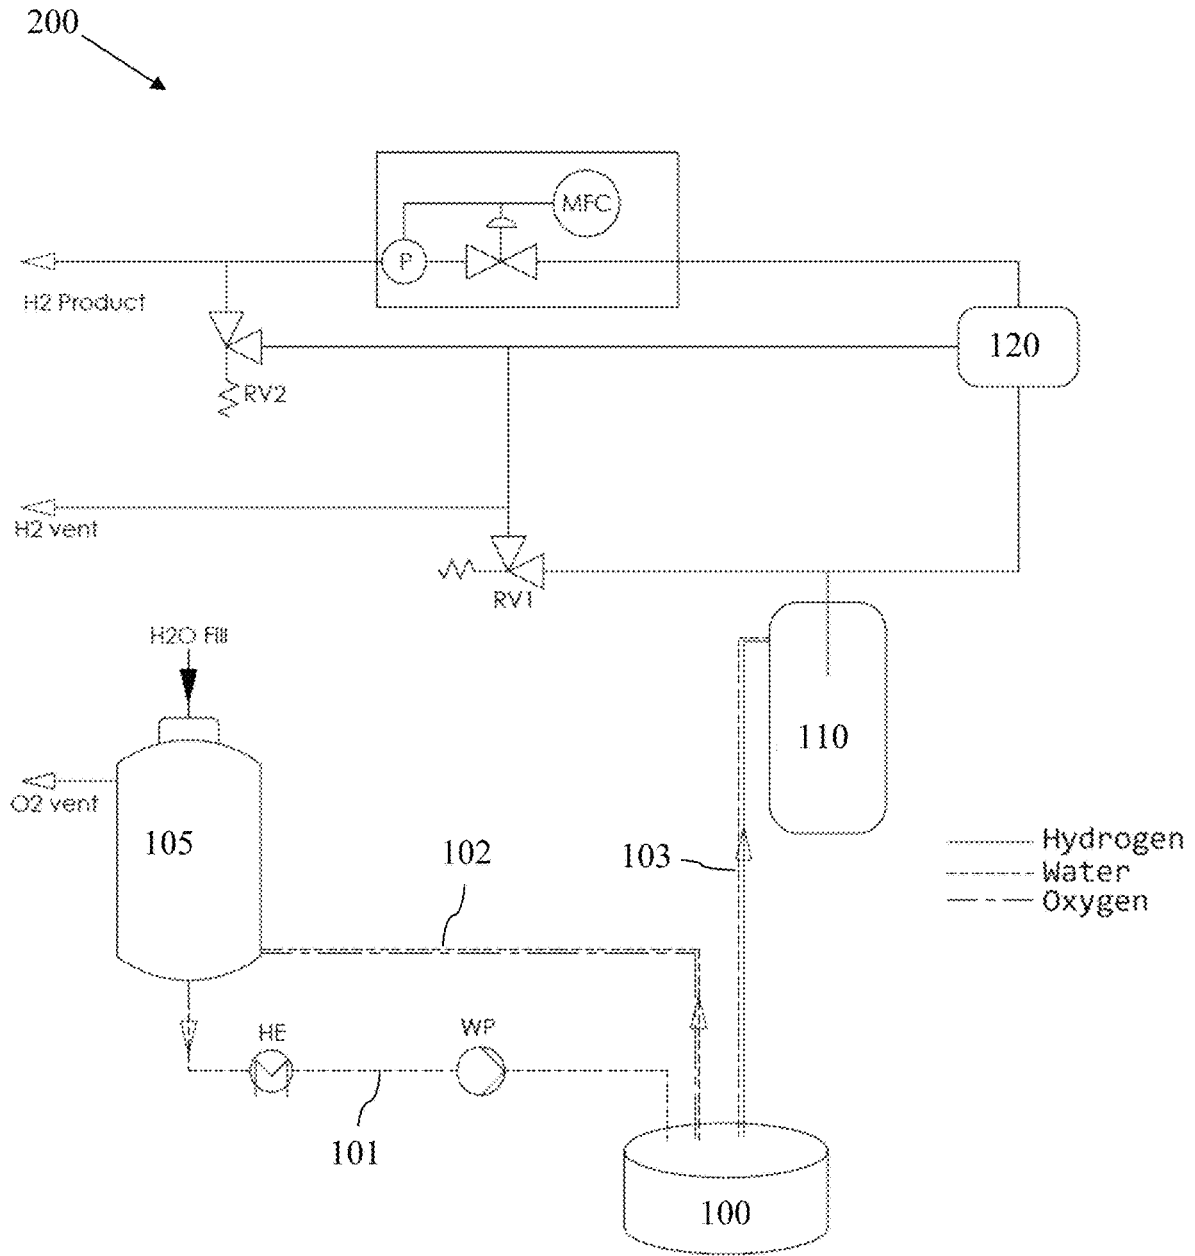 200
MFC
P
H2 Product
120
RV2
H2 vent
RV1
H2O Fill
110
O2 vent
105
102
103
Hydrogen
Water
Oxygen
HE
WP
101
100